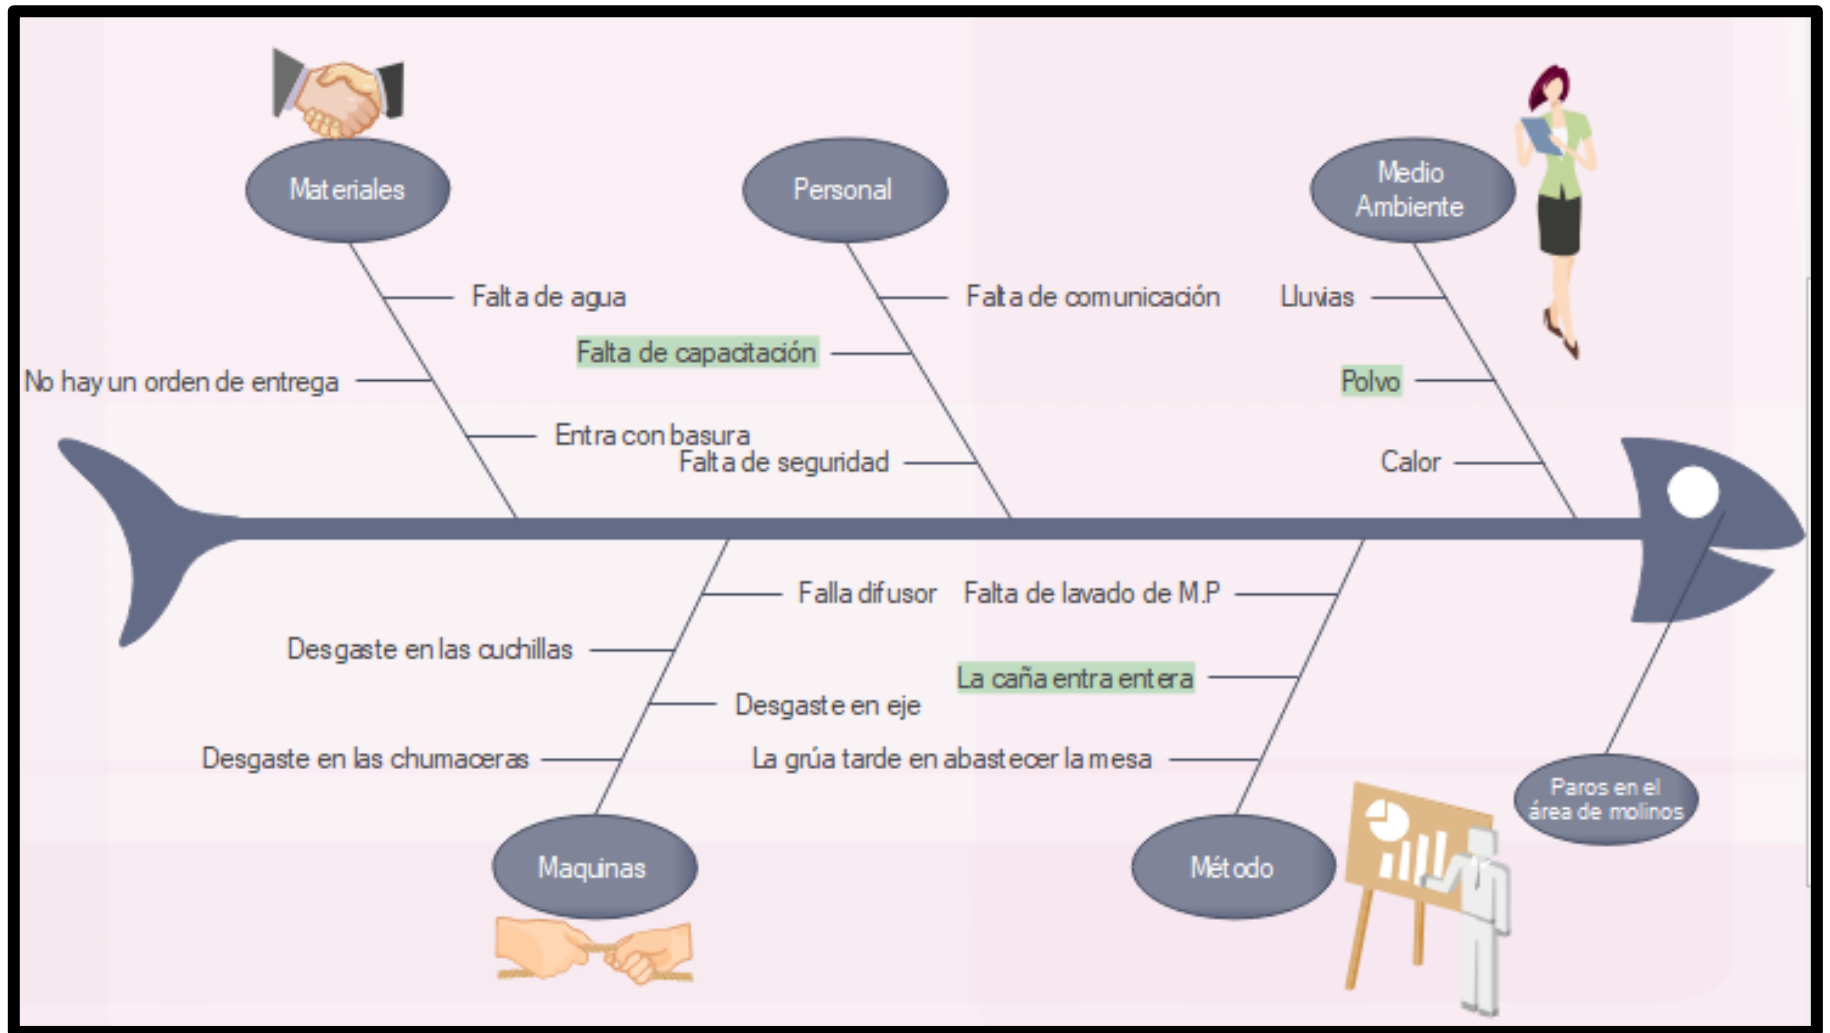 Materiales
Personal
Medio
Ambiente
Falta de agua
No hay un orden de entrega
Entra con basura
Falta de comunicación
Falta de capacitación
Falta de seguridad
Lluvias
Polvo
Calor
Falla difusor
Desgaste en las cuchillas
Desgaste en eje
Desgaste en las chumaceras
Maquinas
Falta de lavado de M.P
La caña entra entera
La grúa tarde en abastecer la mesa
Método
Paros en el
área de molinos